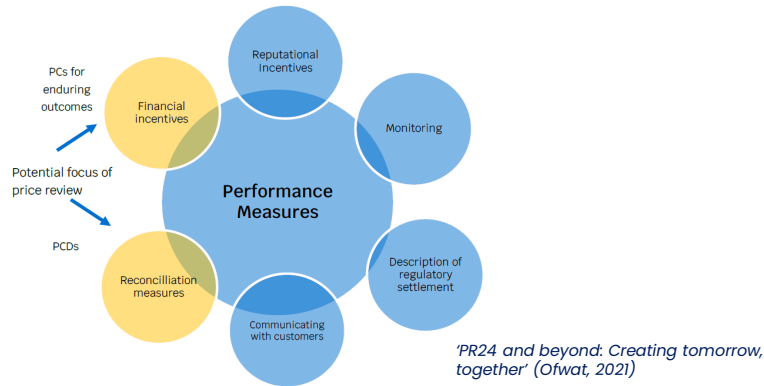 PCs for
enduring
outcomes
Potential focus of
price review
PCDs
Financial
incentives
Reputational
Incentives
Monitoring
Performance
Measures
Description of
regulatory
settlement
Communicating
with customers
Reconcilliation
measures
‘PR24 and beyond: Creating tomorrow,
together’ (Ofwat, 2021)